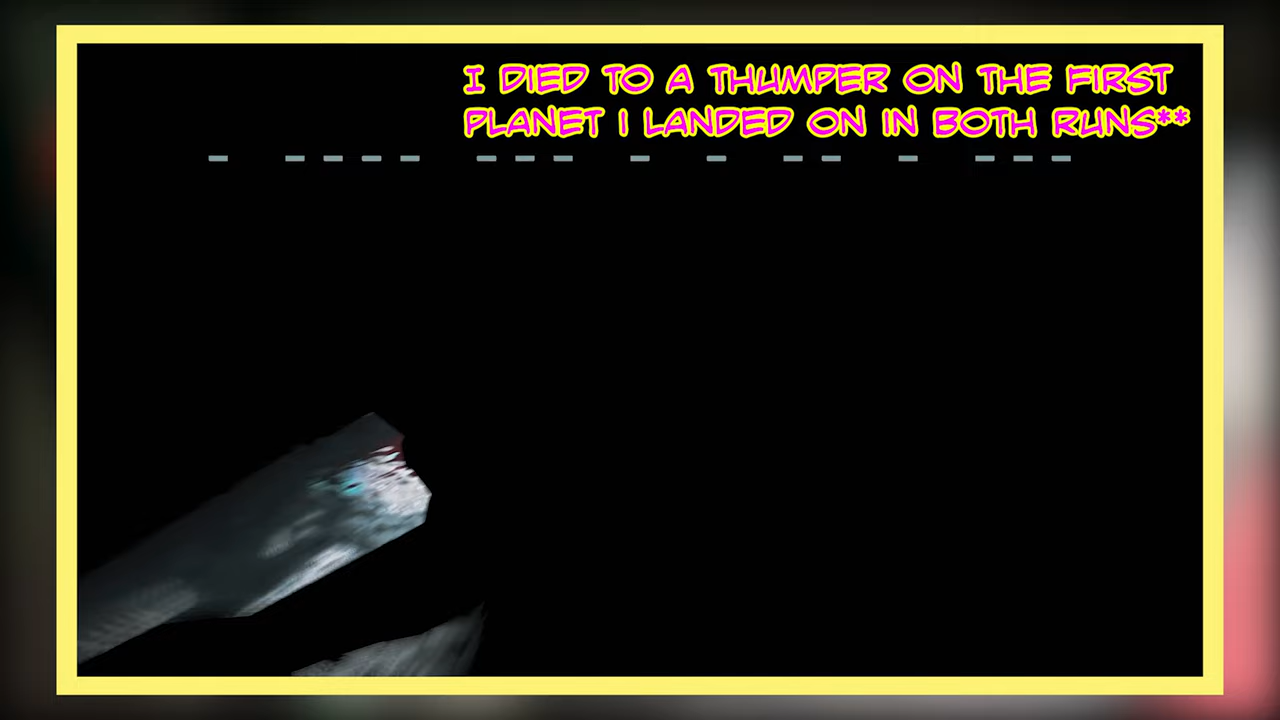 I DIED TO A THUMPER ON THE FIRST
PLANET I LANDED ON IN BOTH RUNS**